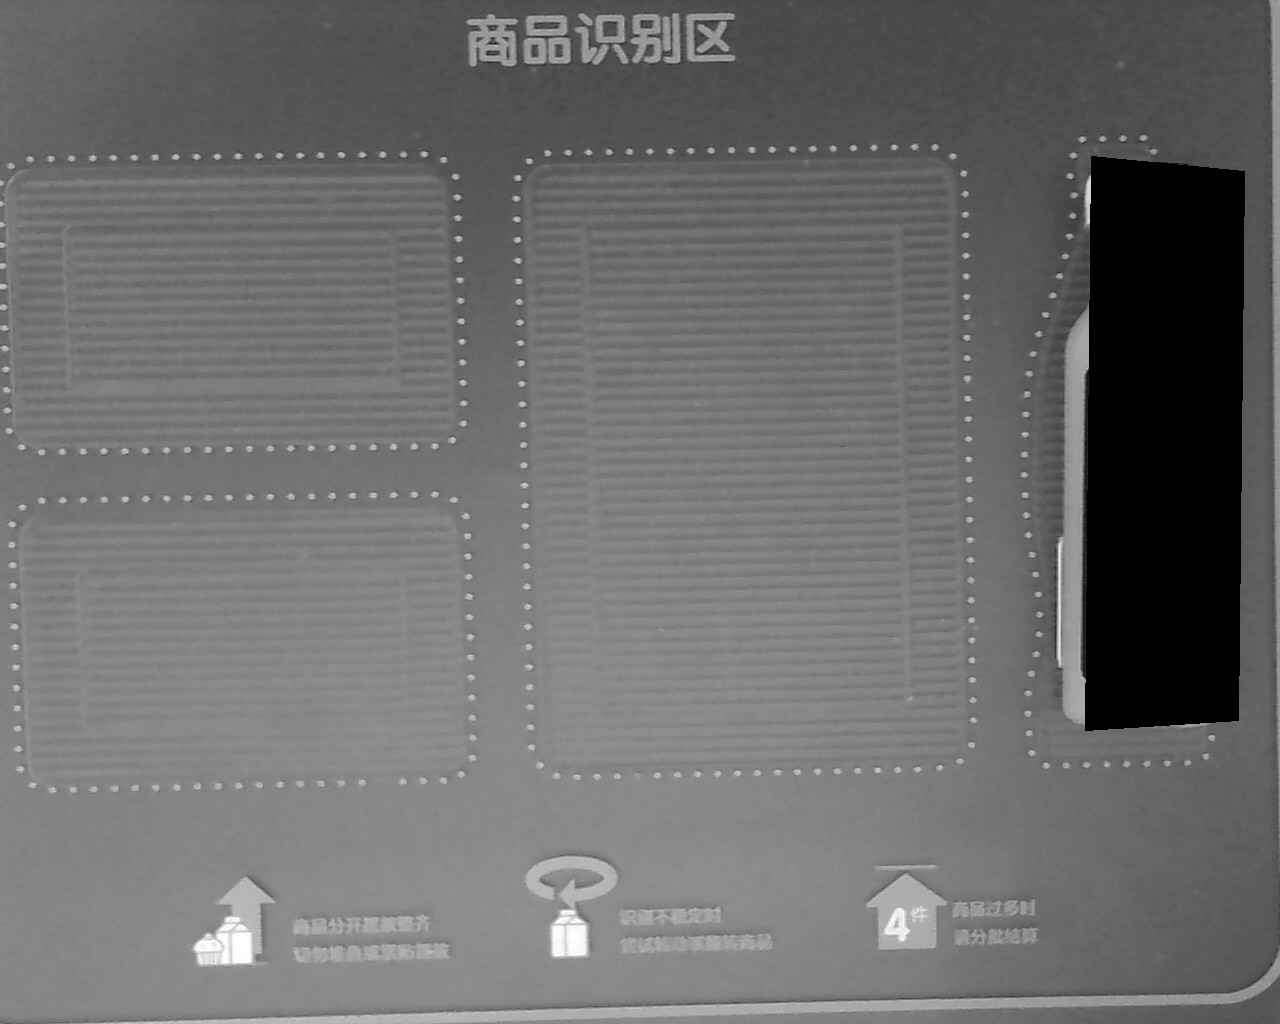 商品识别区
商品分开摆放整齐
切勿堆叠或紧贴摆放
识别不稳定时
尝试转动或翻转商品
4件
商品过多时
请分批结算